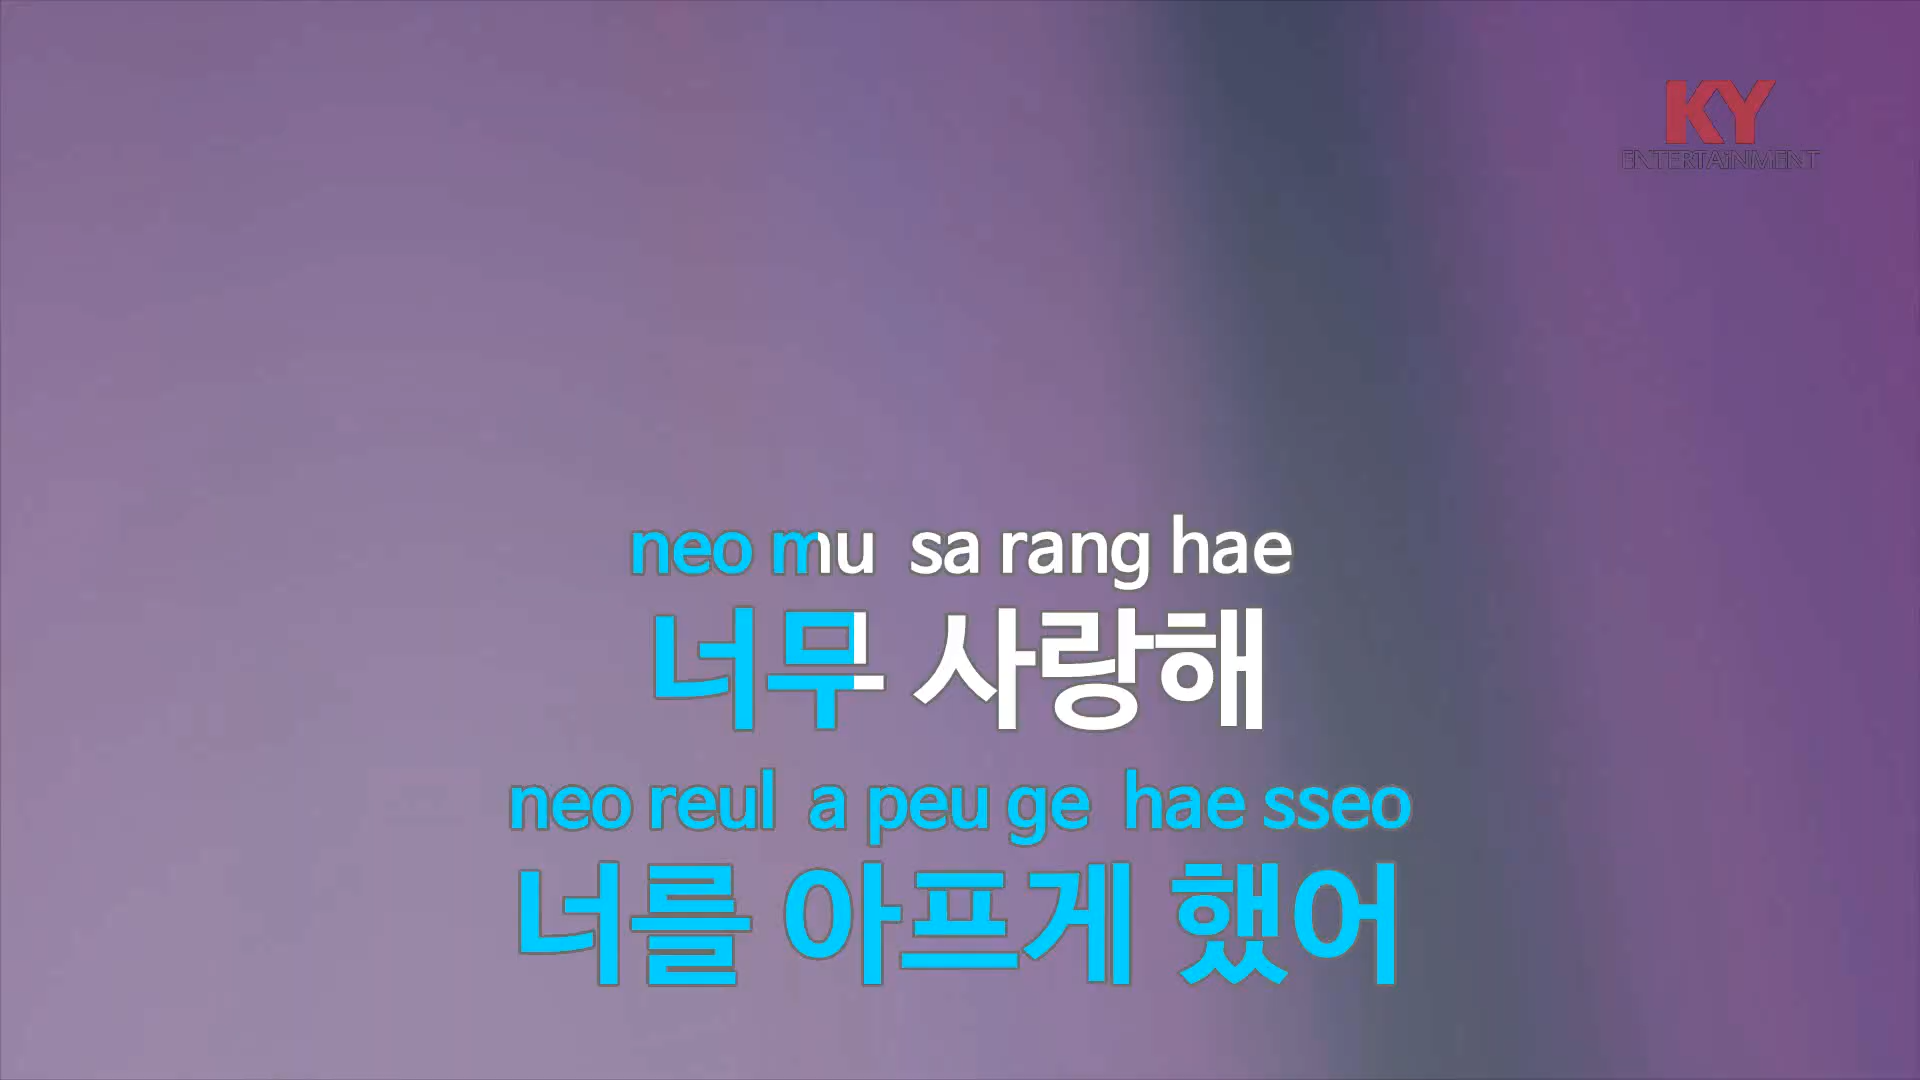 KY
ENTERTAiNMENT
neo mu sa rang hae
너무 사랑해
neo reul a peu ge hae sseo
너를 아프게 했어